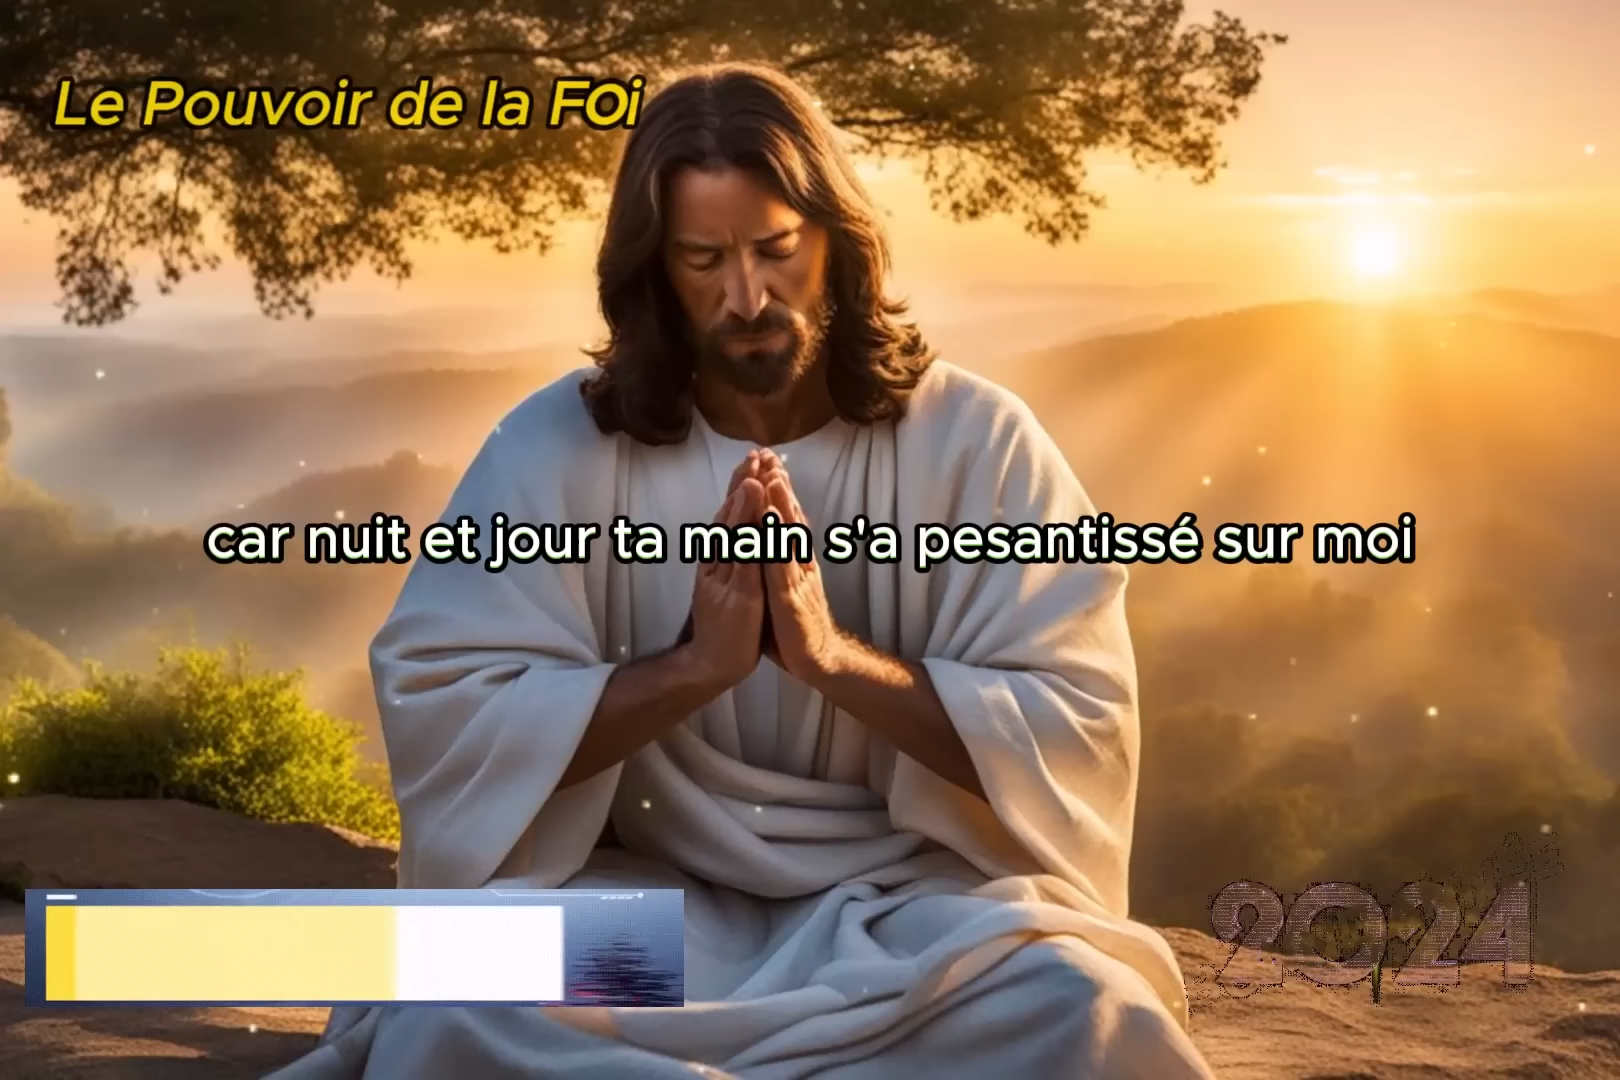 Le Pouvoir de la FOi
car nuit et jour ta main s'a pesantissé sur moi
2024